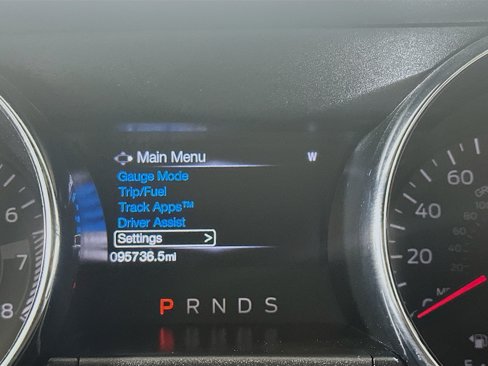 Main Menu W
Gauge Mode
Trip/Fuel
Track Apps™
Driver Assist
Settings >
095736.5mi
P R N D S
6
7
8
60
40
20
0